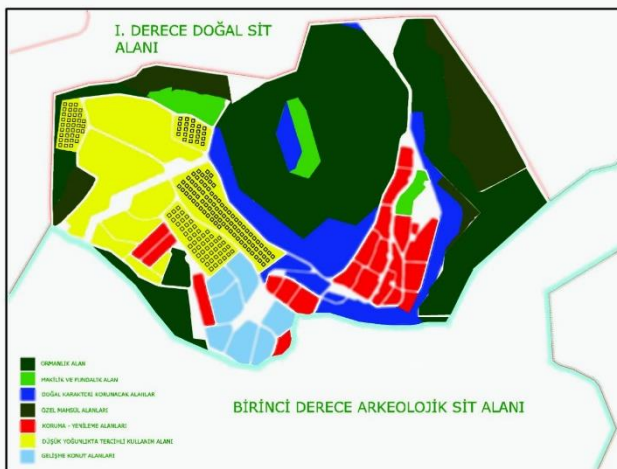 I. DERECE DOĞAL SİT
ALANI
BİRİNCİ DERECE ARKEOLOJİK SİT ALANI
ORMANLIK ALAN
MAKİLİK VE FUNDALIK ALAN
DOĞAL KARAKTERİ KORUNACAK ALANLAR
ÖZEL MAHSÜL ALANLARI
KORUMA - YENİLEME ALANLARI
DÜŞÜK YOĞUNLUKTA TERCİHLİ KULLANIM ALANI
GELİŞME KONUT ALANLARI